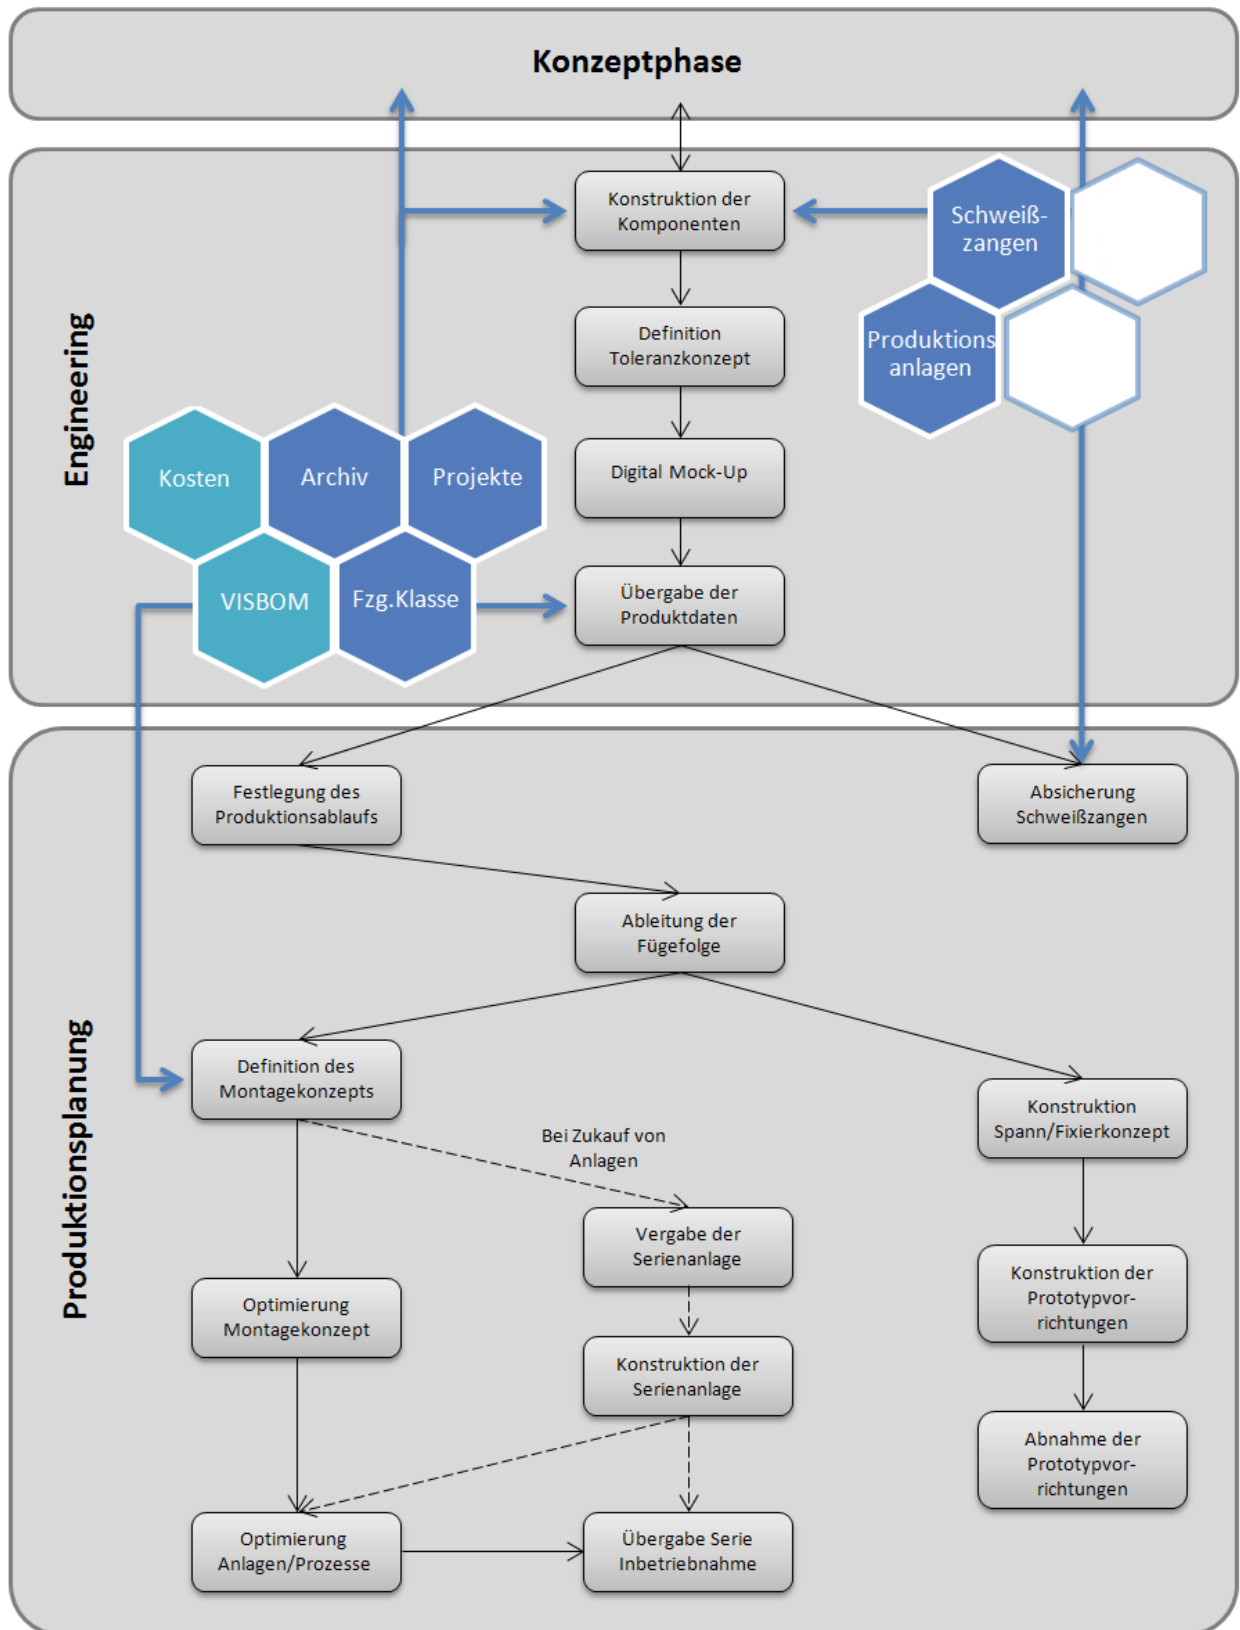 Konzeptphase
Engineering
Konstruktion der
Komponenten
Schweiß-
zangen
Produktions
anlagen
Definition
Toleranzkonzept
Digital Mock-Up
Kosten
Archiv
Projekte
VISBOM
Fzg.Klasse
Übergabe der
Produktdaten
Produktionsplanung
Festlegung des
Produktionsablaufs
Absicherung
Schweißzangen
Ableitung der
Fügefolge
Definition des
Montagekonzepts
Konstruktion
Spann/Fixierkonzept
Bei Zukauf von
Anlagen
Vergabe der
Serienanlage
Konstruktion der
Prototypvor-
richtungen
Optimierung
Montagekonzept
Konstruktion der
Serienanlage
Abnahme der
Prototypvor-
richtungen
Optimierung
Anlagen/Prozesse
Übergabe Serie
Inbetriebnahme